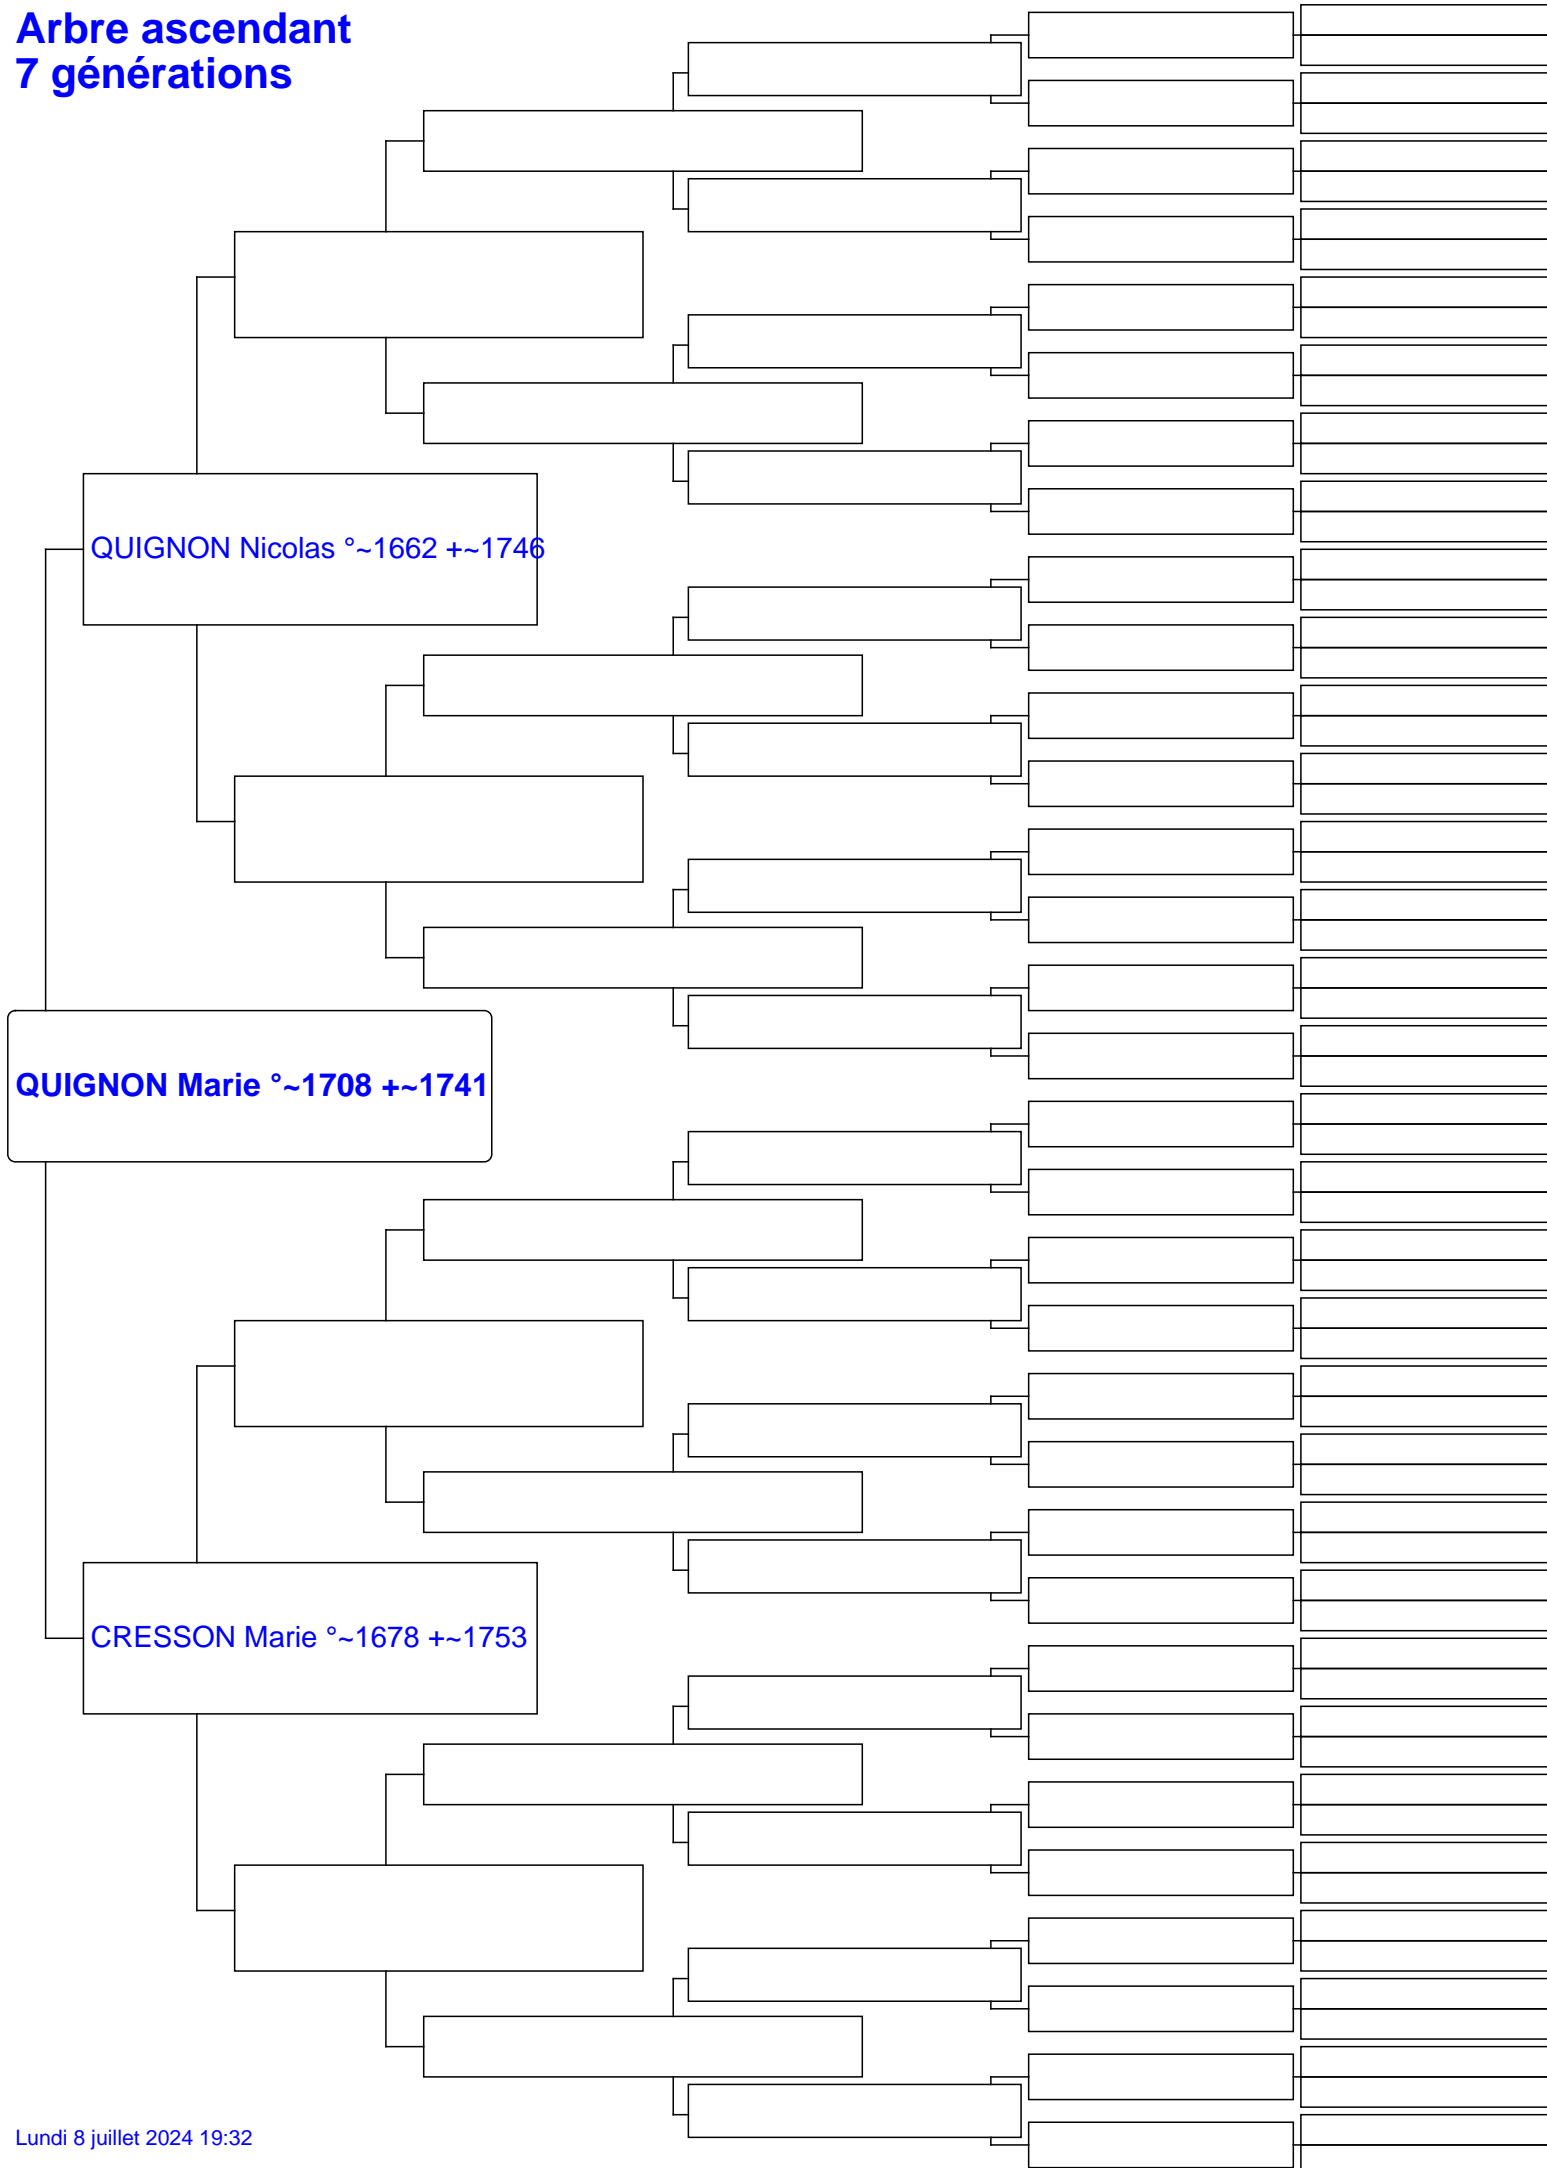 Arbre ascendant
7 générations
QUIGNON Nicolas °~1662 +~1746
QUIGNON Marie °~1708 +~1741
CRESSON Marie °~1678 +~1753
Lundi 8 juillet 2024 19:32